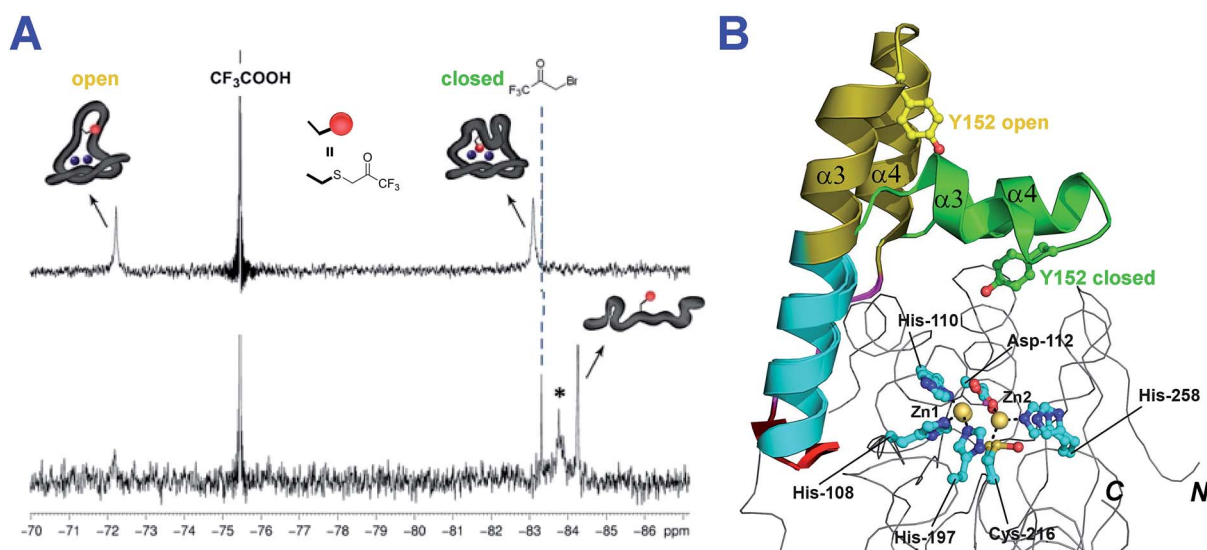 A
open
CF₃COOH
closed
O
F₃C
Br
II
S
O
CF₃
*
-70 -71 -72 -73 -74 -75 -76 -77 -78 -79 -80 -81 -82 -83 -84 -85 -86 ppm
B
Y152 open
α3 α4
α3 α4
Y152 closed
His-110
Asp-112
Zn1 Zn2
His-258
His-108
His-197
Cys-216
C N